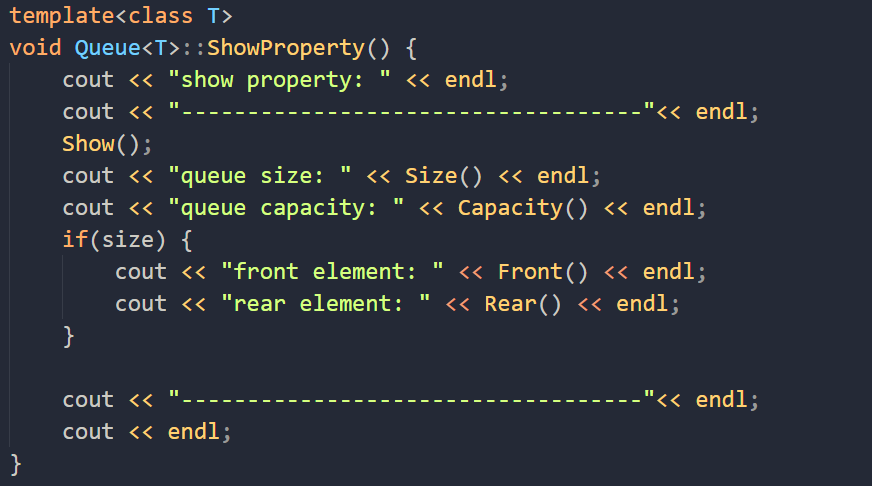 template<class T>
void Queue<T>::ShowProperty() {
    cout << "show property: " << endl;
    cout << "-----------------------------------"<< endl;
    Show();
    cout << "queue size: " << Size() << endl;
    cout << "queue capacity: " << Capacity() << endl;
    if(size) {
        cout << "front element: " << Front() << endl;
        cout << "rear element: " << Rear() << endl;
    }
    cout << "-----------------------------------"<< endl;
    cout << endl;
}